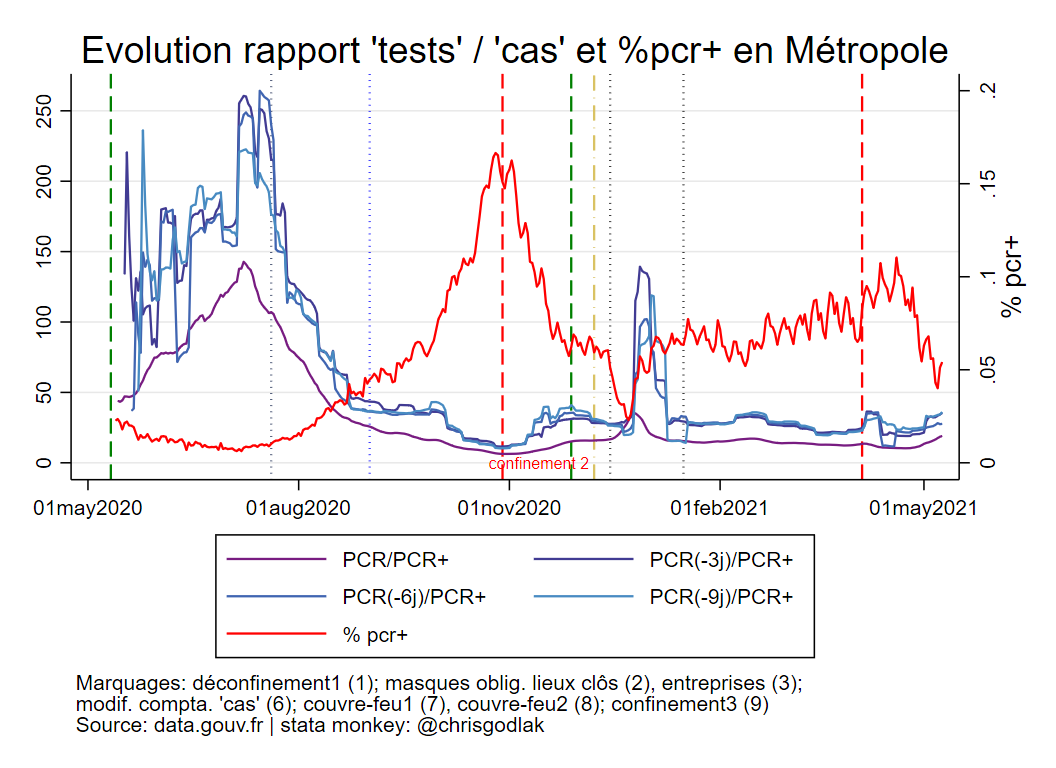 Evolution rapport 'tests' / 'cas' et %pcr+ en Métropole
250
200
150
100
50
0
.2
.15
.1
.05
0
% pcr+
confinement 2
01may2020
01aug2020
01nov2020
01feb2021
01may2021
PCR/PCR+
PCR(-3j)/PCR+
PCR(-6j)/PCR+
PCR(-9j)/PCR+
% pcr+
Marquages: déconfinement1 (1); masques oblig. lieux clôs (2), entreprises (3);
modif. compta. 'cas' (6); couvre-feu1 (7), couvre-feu2 (8); confinement3 (9)
Source: data.gouv.fr | stata monkey: @chrisgodlak